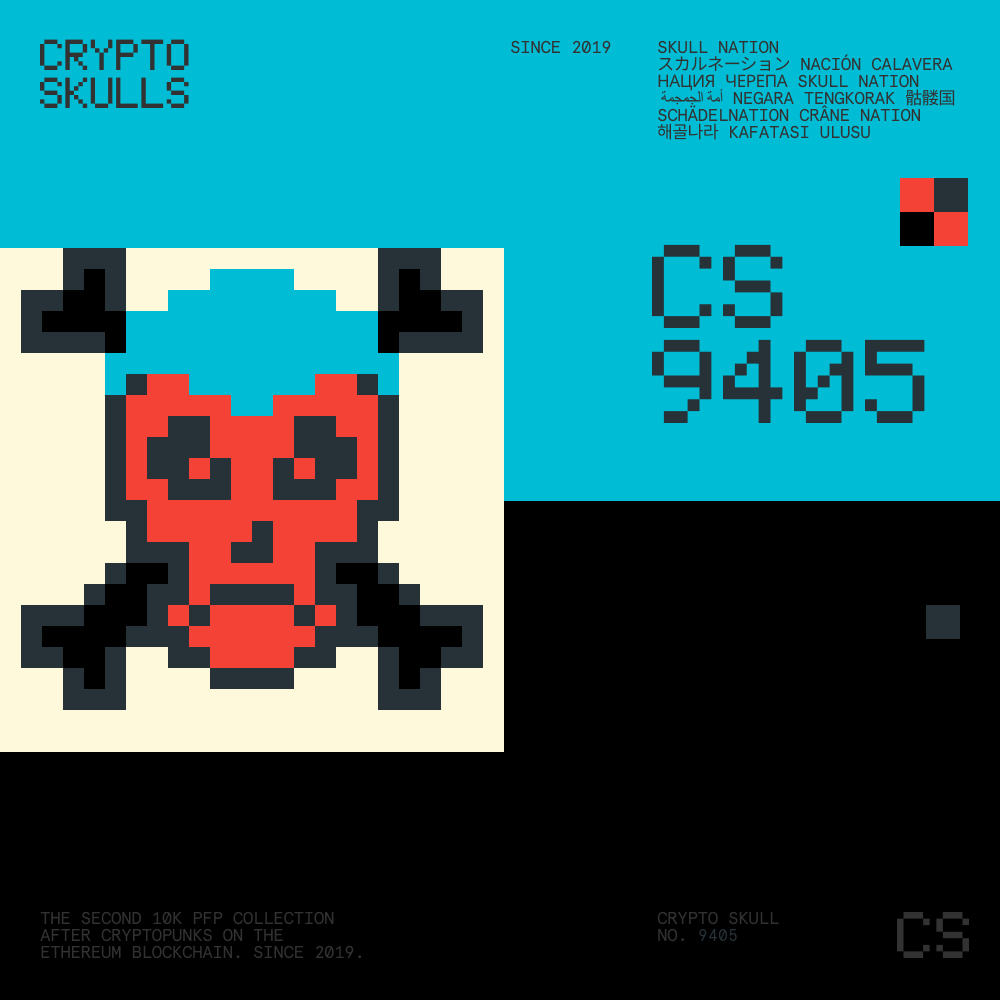 CRYPTO
SKULLS
SINCE 2019
SKULL NATION
スカルネーション NACIÓN CALAVERA
НАЦИЯ ЧЕРЕПА SKULL NATION
أمة الجمجمة NEGARA TENGKORAK 骷髅国
SCHÄDELNATION CRÂNE NATION
해골나라 KAFATASI ULUSU
CS
9405
THE SECOND 10K PFP COLLECTION
AFTER CRYPTOPUNKS ON THE
ETHEREUM BLOCKCHAIN. SINCE 2019.
CRYPTO SKULL
NO. 9405
CS